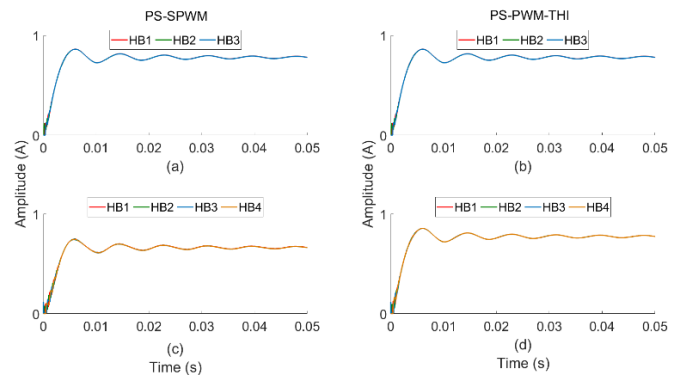 PS-SPWM
PS-PWM-THI
1
HB1 HB2 HB3
0
0 0.01 0.02 0.03 0.04 0.05
(a)
1
HB1 HB2 HB3
0
0 0.01 0.02 0.03 0.04 0.05
(b)
Amplitude (A)
Amplitude (A)
1
HB1 HB2 HB3 HB4
0
0 0.01 0.02 0.03 0.04 0.05
(c)
Time (s)
1
HB1 HB2 HB3 HB4
0
0 0.01 0.02 0.03 0.04 0.05
(d)
Time (s)